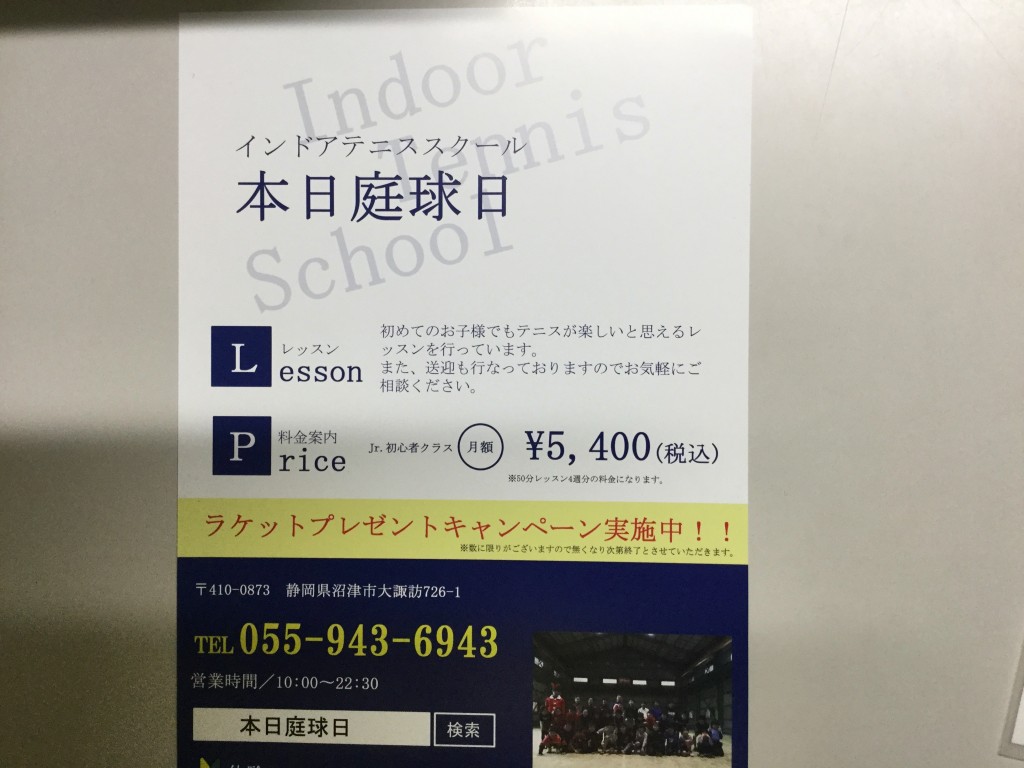 Indoor
Tennis
School
インドアテニススクール
本日庭球日
L
レッスン
esson
初めてのお子様でもテニスが楽しいと思えるレ
ッスンを行っています。
また、送迎も行なっておりますのでお気軽にご
相談ください。
P
料金案内
rice
Jr.初心者クラス 月額 ¥5,400(税込)
※50分レッスン4週分の料金になります。
ラケットプレゼントキャンペーン実施中！！
※数に限りがございますので無くなり次第終了とさせていただきます。
〒410-0873 静岡県沼津市大諏訪726-1
TEL 055-943-6943
営業時間／10:00〜22:30
本日庭球日 検索